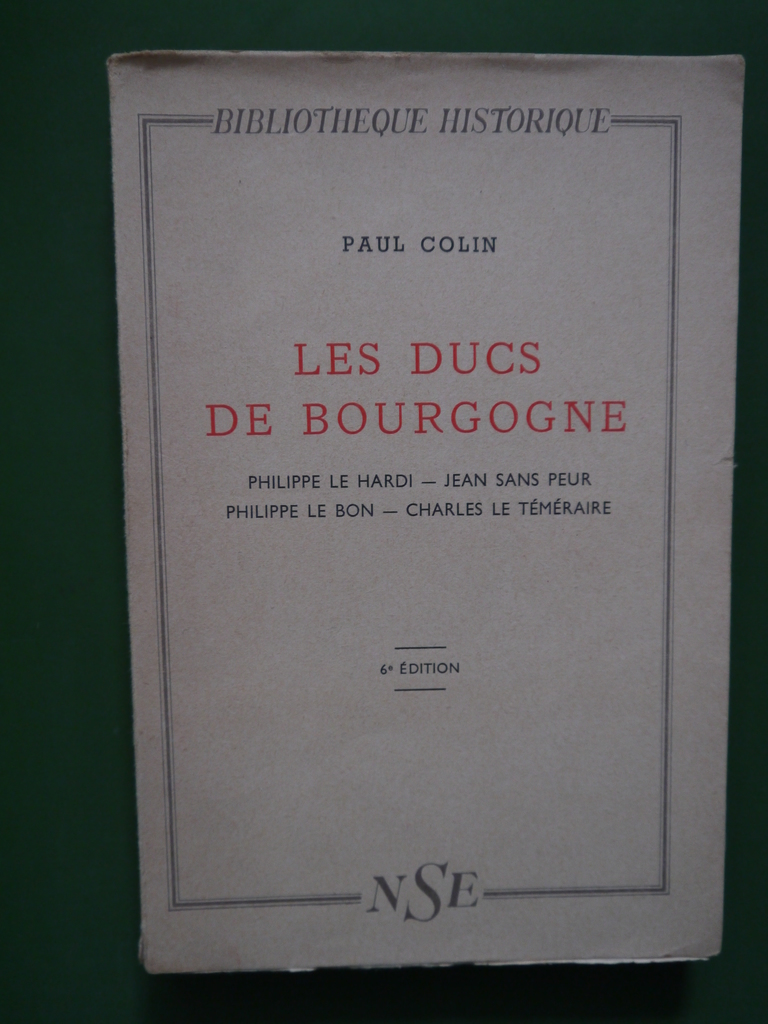 BIBLIOTHEQUE HISTORIQUE
PAUL COLIN
LES DUCS
DE BOURGOGNE
PHILIPPE LE HARDI — JEAN SANS PEUR
PHILIPPE LE BON — CHARLES LE TÉMÉRAIRE
6e ÉDITION
NSE